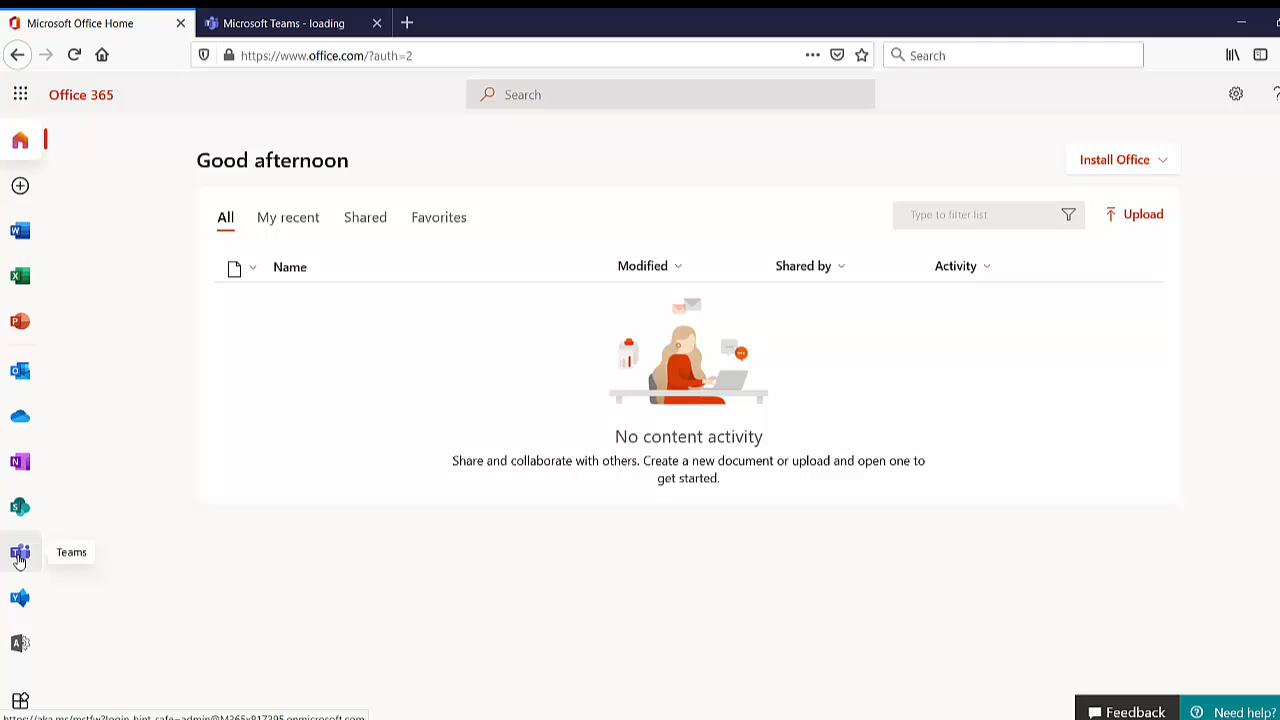 Microsoft Office Home
Microsoft Teams - loading
https://www.office.com/?auth=2
Search
Office 365
Search
Good afternoon
Install Office
All
My recent
Shared
Favorites
Type to filter list
Upload
Name
Modified
Shared by
Activity
No content activity
Share and collaborate with others. Create a new document or upload and open one to
get started.
Teams
Feedback
Need help?